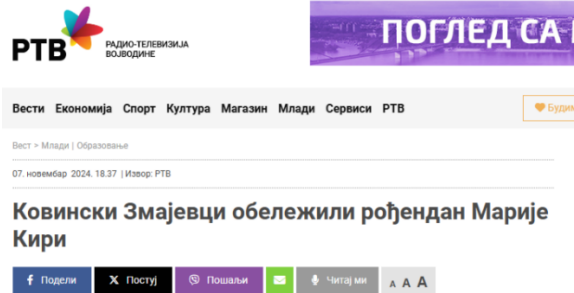 РТВ
РАДИО-ТЕЛЕВИЗИЈА
ВОЈВОДИНЕ
ПОГЛЕД СА
Вести Економија Спорт Култура Магазин Млади Сервиси РТВ
Вест > Млади | Образовање
07. новембар 2024. 18.37 | Извор: РТВ
Ковински Змајевци обележили рођендан Марије
Кири
Подели Постуј Пошаљи Читај ми А А А